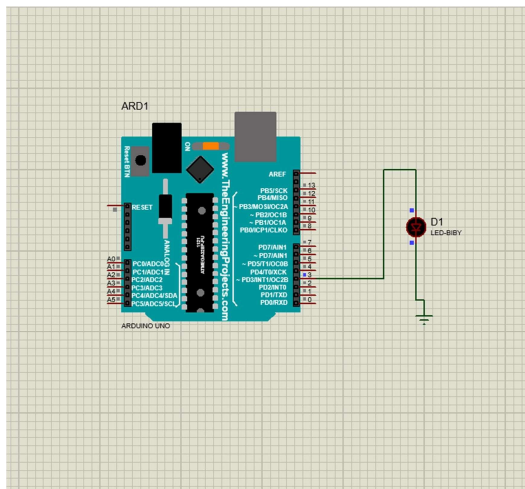 ARD1
Reset BTN
ON
www.TheEngineeringProjects.com
AREF
RESET
PB5/SCK 13
PB4/MISO 12
~ PB3/MOSI/OC2A 11
~ PB2/OC1B 10
~ PB1/OC1A 9
PB0/ICP1/CLKO 8
PD7/AIN1 7
~ PD7/AIN1 6
~ PD5/T1/OC0B 5
PD4/T0/XCK 4
~ PD3/INT1/OC2B 3
PD2/INT0 2
PD1/TXD 1
PD0/RXD 0
ANALOG IN
A0 PC0/ADC0
A1 PC1/ADC1
A2 PC2/ADC2
A3 PC3/ADC3
A4 PC4/ADC4/SDA
A5 PC5/ADC5/SCL
ARDUINO UNO
D1
LED-BIBY